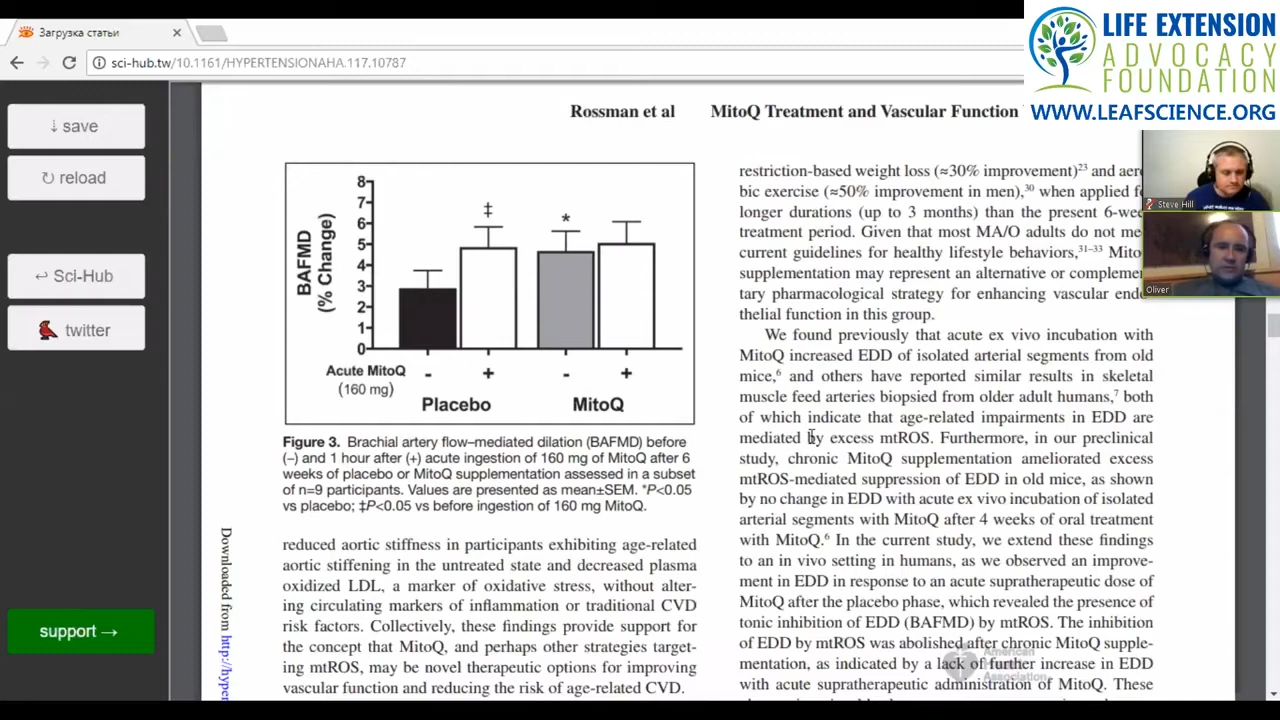 Загрузка статьи
sci-hub.tw/10.1161/HYPERTENSIONAHA.117.10787
LIFE EXTENSION
ADVOCACY
FOUNDATION
WWW.LEAFSCIENCE.ORG
↓ save
↻ reload
↩ Sci-Hub
twitter
support →
Steve Hill
Oliver
Rossman et al MitoQ Treatment and Vascular Function
BAFMD
(% Change)
8
7
6
5
4
3
2
1
0
‡
*
Acute MitoQ - + - +
(160 mg)
Placebo MitoQ
Figure 3. Brachial artery flow–mediated dilation (BAFMD) before
(–) and 1 hour after (+) acute ingestion of 160 mg of MitoQ after 6
weeks of placebo or MitoQ supplementation assessed in a subset
of n=9 participants. Values are presented as mean±SEM. *P<0.05
vs placebo; ‡P<0.05 vs before ingestion of 160 mg MitoQ.
reduced aortic stiffness in participants exhibiting age-related
aortic stiffening in the untreated state and decreased plasma
oxidized LDL, a marker of oxidative stress, without alter-
ing circulating markers of inflammation or traditional CVD
risk factors. Collectively, these findings provide support for
the concept that MitoQ, and perhaps other strategies target-
ing mtROS, may be novel therapeutic options for improving
vascular function and reducing the risk of age-related CVD.
restriction-based weight loss (≈30% improvement)23 and aero
bic exercise (≈50% improvement in men),30 when applied fo
longer durations (up to 3 months) than the present 6-wee
treatment period. Given that most MA/O adults do not me
current guidelines for healthy lifestyle behaviors,31–33 Mito
supplementation may represent an alternative or complemen
tary pharmacological strategy for enhancing vascular endo
thelial function in this group.
We found previously that acute ex vivo incubation with
MitoQ increased EDD of isolated arterial segments from old
mice,6 and others have reported similar results in skeletal
muscle feed arteries biopsied from older adult humans,7 both
of which indicate that age-related impairments in EDD are
mediated by excess mtROS. Furthermore, in our preclinical
study, chronic MitoQ supplementation ameliorated excess
mtROS-mediated suppression of EDD in old mice, as shown
by no change in EDD with acute ex vivo incubation of isolated
arterial segments with MitoQ after 4 weeks of oral treatment
with MitoQ.6 In the current study, we extend these findings
to an in vivo setting in humans, as we observed an improve-
ment in EDD in response to an acute supratherapeutic dose of
MitoQ after the placebo phase, which revealed the presence of
tonic inhibition of EDD (BAFMD) by mtROS. The inhibition
of EDD by mtROS was abolished after chronic MitoQ supple-
mentation, as indicated by a lack of further increase in EDD
with acute supratherapeutic administration of MitoQ. These
American
Heart
Association
Downloaded from http://hyper